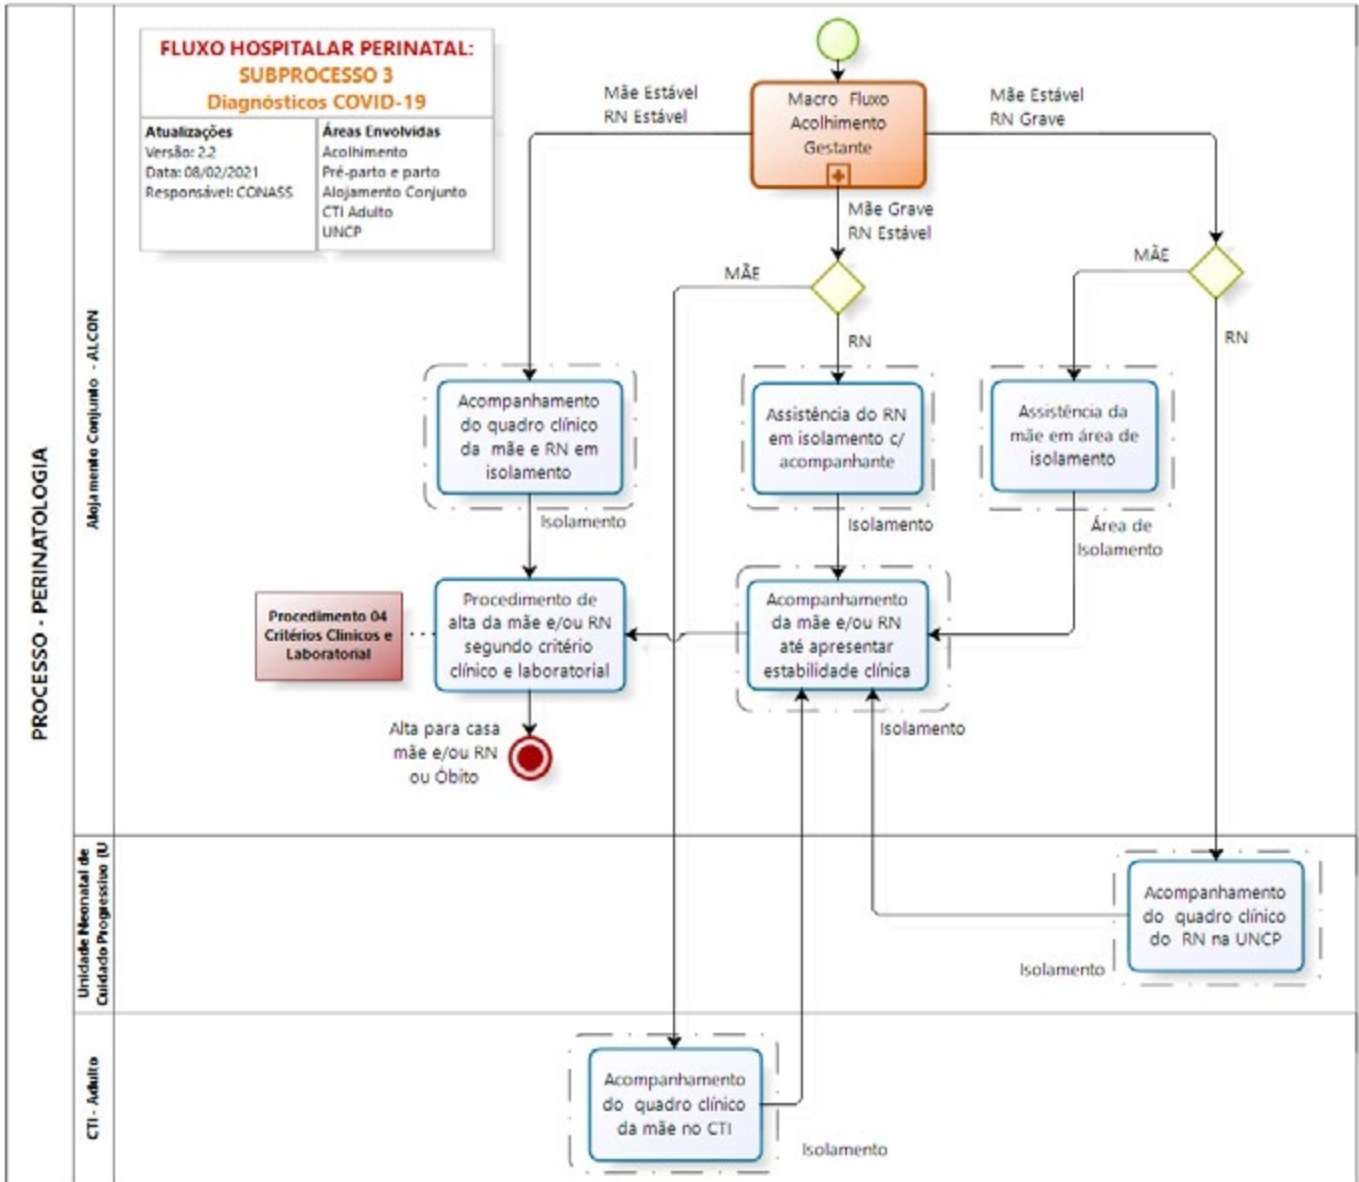 FLUXO HOSPITALAR PERINATAL:
SUBPROCESSO 3
Diagnósticos COVID-19
Atualizações
Versão: 2.2
Data: 08/02/2021
Responsável: CONASS
Áreas Envolvidas
Acolhimento
Pré-parto e parto
Alojamento Conjunto
CTI Adulto
UNCP
Macro Fluxo
Acolhimento
Gestante
Mãe Estável
RN Estável
Mãe Estável
RN Grave
Mãe Grave
RN Estável
MÃE
RN
MÃE
RN
PROCESSO - PERINATOLOGIA
Alojamento Conjunto - ALCON
Acompanhamento
do quadro clínico
da mãe e RN em
isolamento
Isolamento
Assistência do RN
em isolamento c/
acompanhante
Isolamento
Assistência da
mãe em área de
isolamento
Área de
Isolamento
Procedimento 04
Critérios Clínicos e
Laboratorial
Procedimento de
alta da mãe e/ou RN
segundo critério
clínico e laboratorial
Acompanhamento
da mãe e/ou RN
até apresentar
estabilidade clínica
Isolamento
Alta para casa
mãe e/ou RN
ou Óbito
Unidade Neonatal de
Cuidado Progressivo (U
Acompanhamento
do quadro clínico
do RN na UNCP
Isolamento
CTI - Adulto
Acompanhamento
do quadro clínico
da mãe no CTI
Isolamento